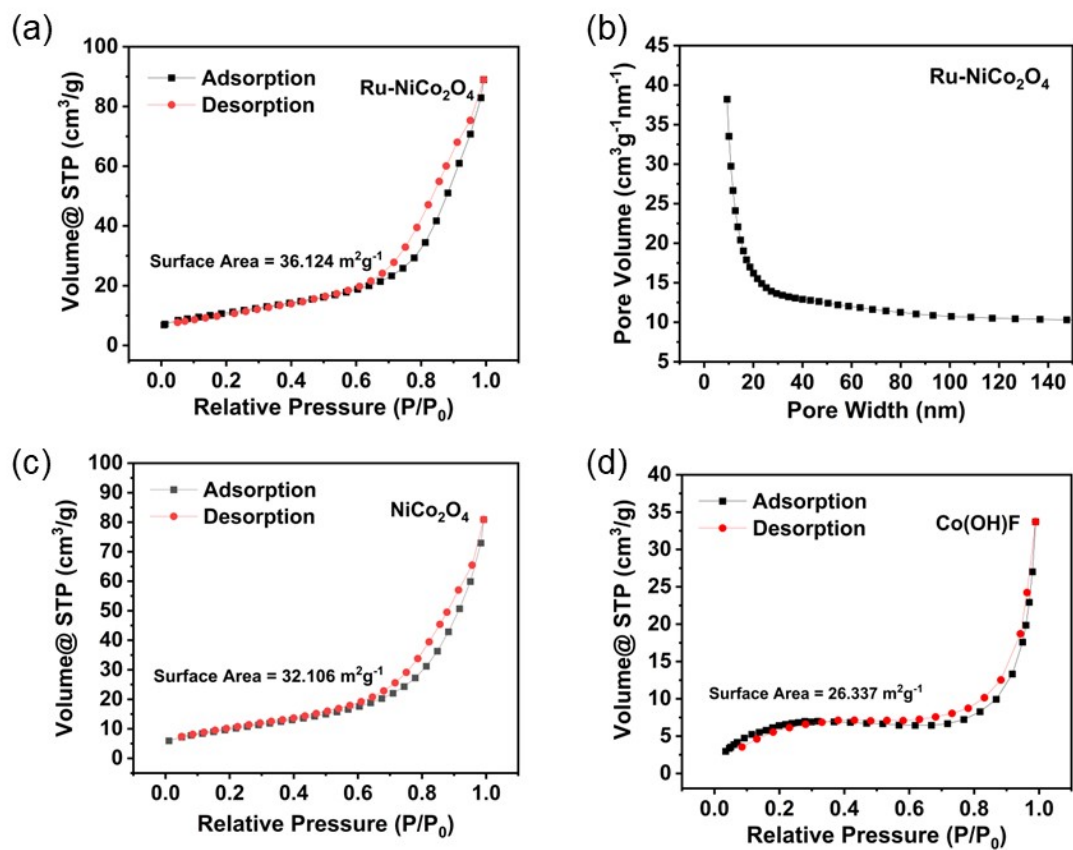 (a)
Adsorption
Desorption
Ru-NiCo₂O₄
Surface Area = 36.124 m²g⁻¹
Volume@ STP (cm³/g)
100
80
60
40
20
0
0.0 0.2 0.4 0.6 0.8 1.0
Relative Pressure (P/P₀)
(b)
Ru-NiCo₂O₄
Pore Volume (cm³g⁻¹nm⁻¹)
45
40
35
30
25
20
15
10
5
0 20 40 60 80 100 120 140
Pore Width (nm)
(c)
Adsorption
Desorption
NiCo₂O₄
Surface Area = 32.106 m²g⁻¹
Volume@ STP (cm³/g)
100
90
80
70
60
50
40
30
20
10
0
0.0 0.2 0.4 0.6 0.8 1.0
Relative Pressure (P/P₀)
(d)
Adsorption
Desorption
Co(OH)F
Surface Area = 26.337 m²g⁻¹
Volume@ STP (cm³/g)
40
35
30
25
20
15
10
5
0
0.0 0.2 0.4 0.6 0.8 1.0
Relative Pressure (P/P₀)